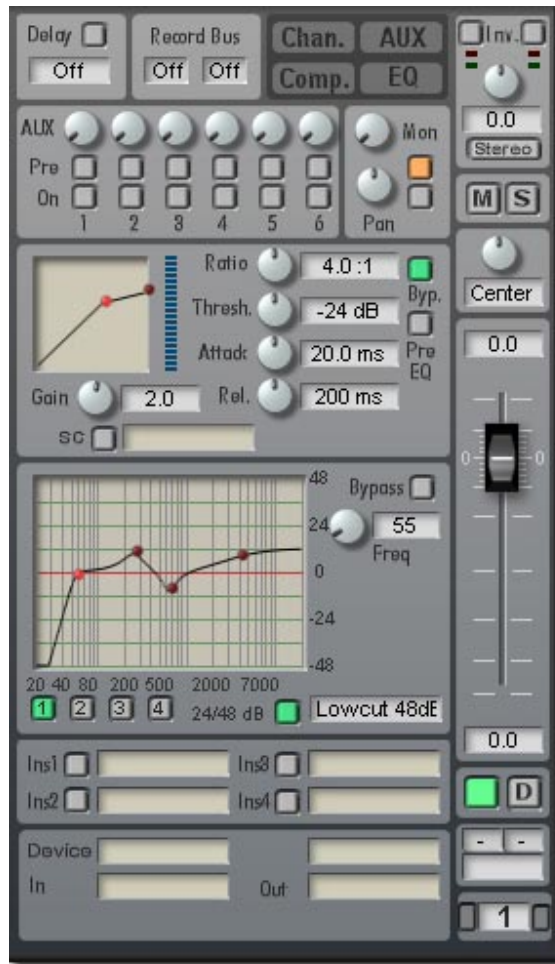 Delay
Record Bus
Chan.
AUX
Inv.
Off
Off
Off
Comp.
EQ
0.0
Stereo
AUX
Mon
Pre
On
1 2 3 4 5 6
Pan
M S
Ratio
4.0 :1
Byp.
Thresh.
-24 dB
Attack
20.0 ms
Pre
EQ
Gain
2.0
Rel.
200 ms
SC
Center
0.0
0 0
48
Bypass
24
55
Freq
0
-24
-48
20 40 80 200 500 2000 7000
1 2 3 4
24/48 dB
Lowcut 48dE
0.0
Ins1
Ins3
Ins2
Ins4
D
Device
In
Out
- -
1